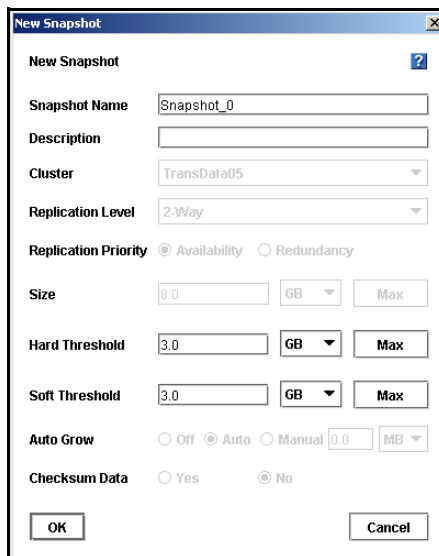 New Snapshot
New Snapshot ?
Snapshot Name Snapshot_0
Description
Cluster TransData05
Replication Level 2-Way
Replication Priority Availability Redundancy
Size 8.0 GB Max
Hard Threshold 3.0 GB Max
Soft Threshold 3.0 GB Max
Auto Grow Off Auto Manual 0.0 MB
Checksum Data Yes No
OK Cancel